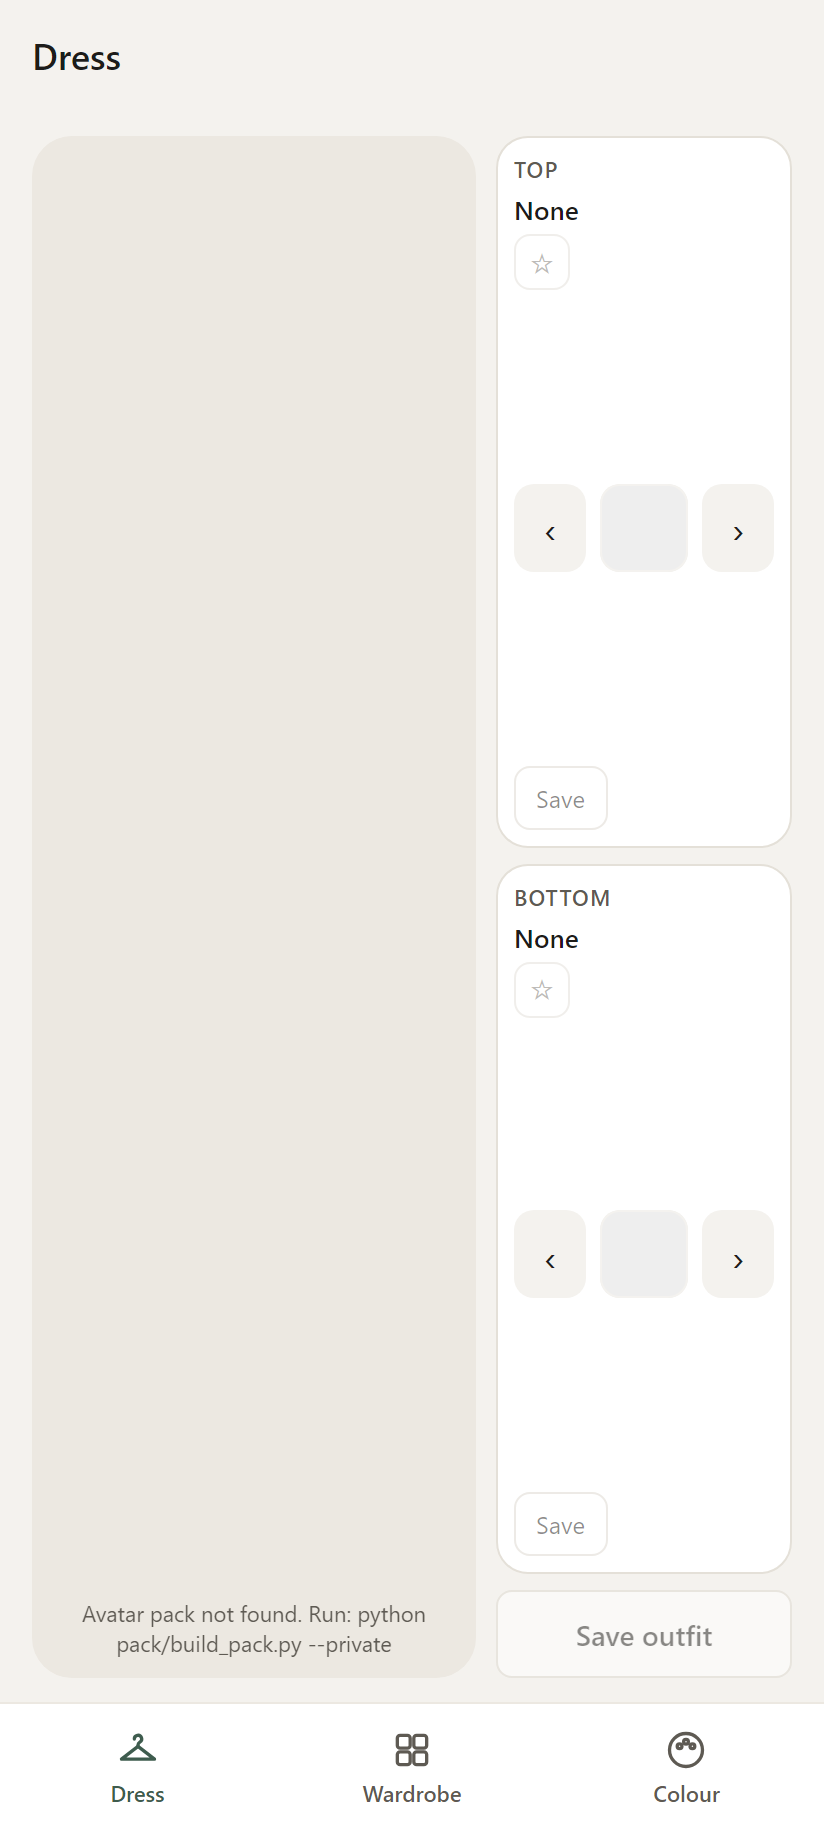 Dress
TOP
None
☆
‹
›
Save
BOTTOM
None
☆
‹
›
Save
Avatar pack not found. Run: python
pack/build_pack.py --private
Save outfit
Dress
Wardrobe
Colour